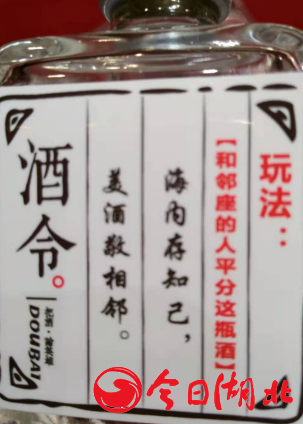 玩法：
【和邻座的人平分这瓶酒】
海内存知己，
美酒敬相邻。
酒令。
DOUBAI
今日湖北